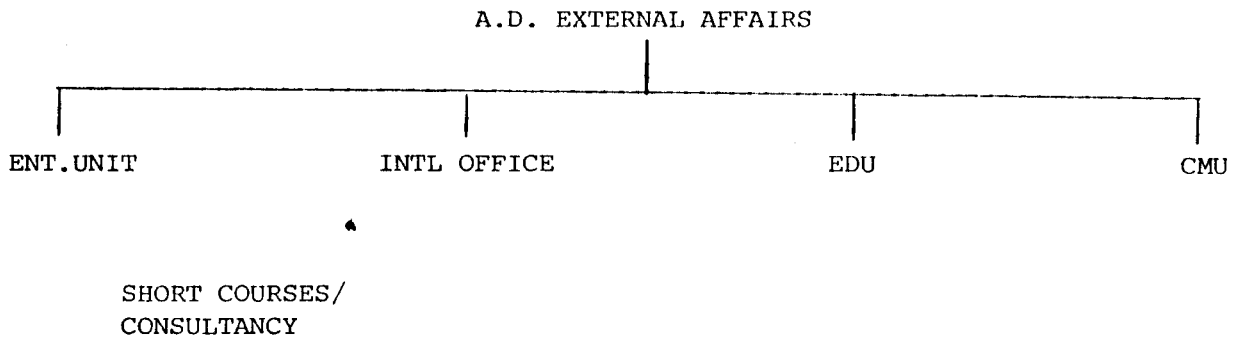 A.D. EXTERNAL AFFAIRS
ENT.UNIT INTL OFFICE EDU CMU
SHORT COURSES/
CONSULTANCY